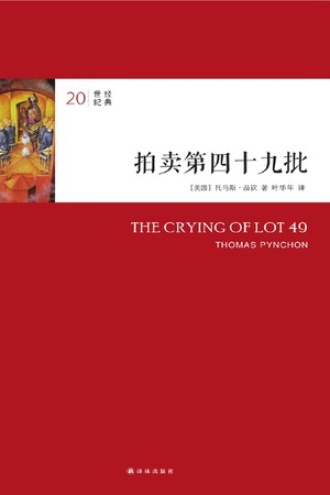 20 世纪 经典
拍卖第四十九批
[美国] 托马斯·品钦 著 叶华年 译
THE CRYING OF LOT 49
THOMAS PYNCHON
译林出版社